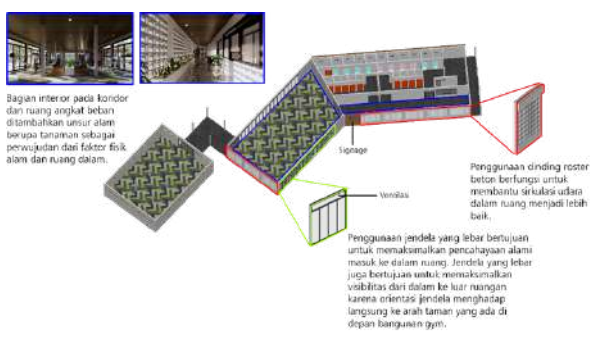 Bagian interior pada koridor
dan ruang angkat beban
ditambahkan unsur alam
berupa tanaman sebagai
perwujudan dari faktor fisik
alam dan ruang dalam.
Signage
Penggunaan dinding roster
beton berfungsi untuk
membantu sirkulasi udara
dalam ruang menjadi lebih
baik.
Ventilasi
Penggunaan jendela yang lebar bertujuan
untuk memaksimalkan pencahayaan alami
masuk ke dalam ruang. Jendela yang lebar
juga bertujuan untuk memaksimalkan
visibilitas dari dalam ke luar ruangan
karena orientasi jendela menghadap
langsung ke arah taman yang ada di
depan bangunan gym.